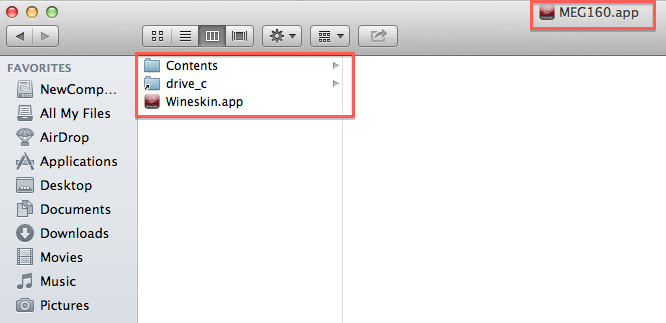 MEG160.app
FAVORITES
NewComp...
All My Files
AirDrop
Applications
Desktop
Documents
Downloads
Movies
Music
Pictures
Contents
drive_c
Wineskin.app